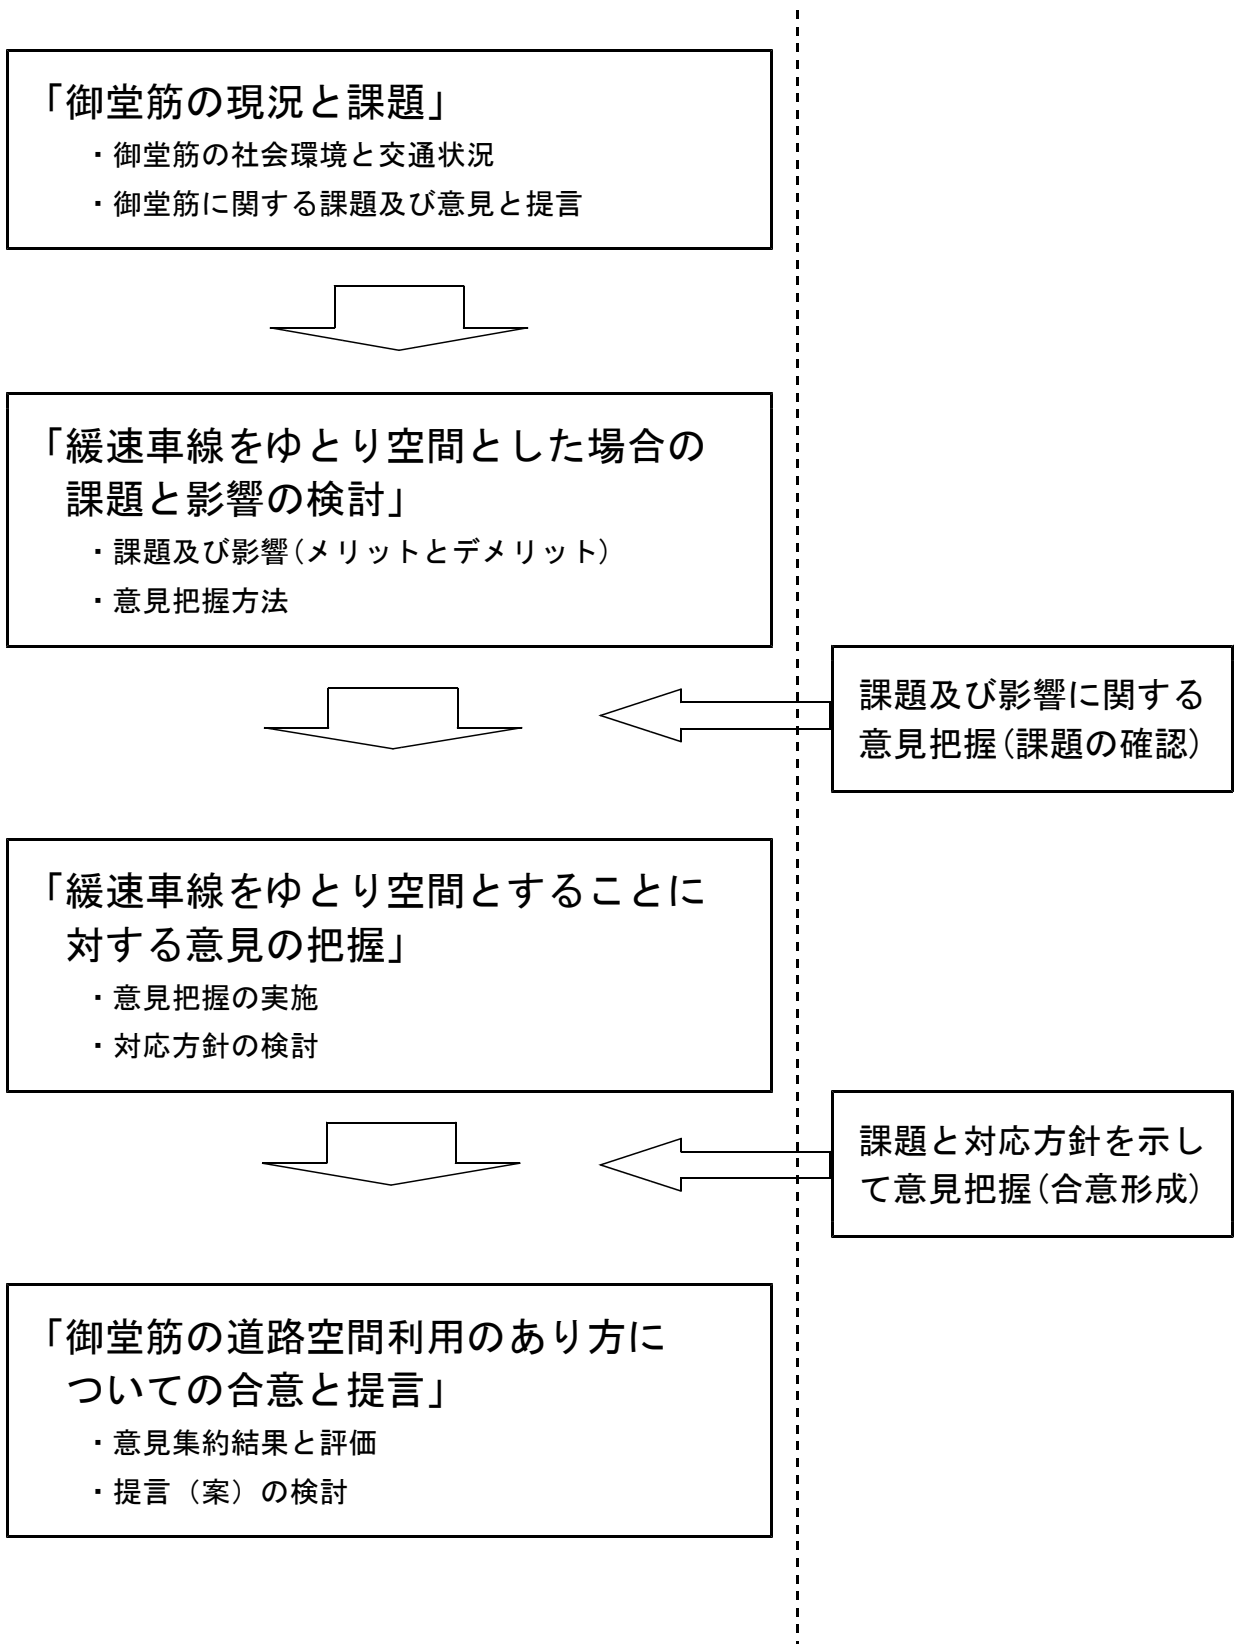 「御堂筋の現況と課題」
・御堂筋の社会環境と交通状況
・御堂筋に関する課題及び意見と提言
「緩速車線をゆとり空間とした場合の
課題と影響の検討」
・課題及び影響(メリットとデメリット)
・意見把握方法
課題及び影響に関する
意見把握(課題の確認)
「緩速車線をゆとり空間とすることに
対する意見の把握」
・意見把握の実施
・対応方針の検討
課題と対応方針を示し
て意見把握(合意形成)
「御堂筋の道路空間利用のあり方に
ついての合意と提言」
・意見集約結果と評価
・提言（案）の検討